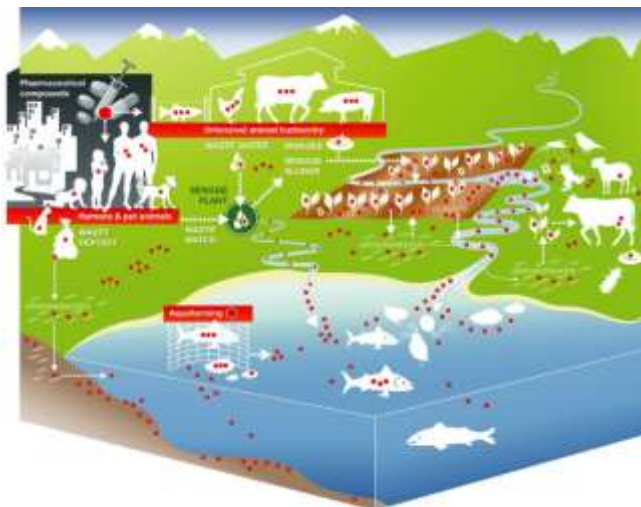 Pharmaceutical
compounds
Intensive animal husbandry
WASTE WATER
MANURE
SEWAGE
SLUDGE
SEWAGE
PLANT
Humans & pet animals
WASTE
DEPOSIT
WASTE
WATER
Aquafarming